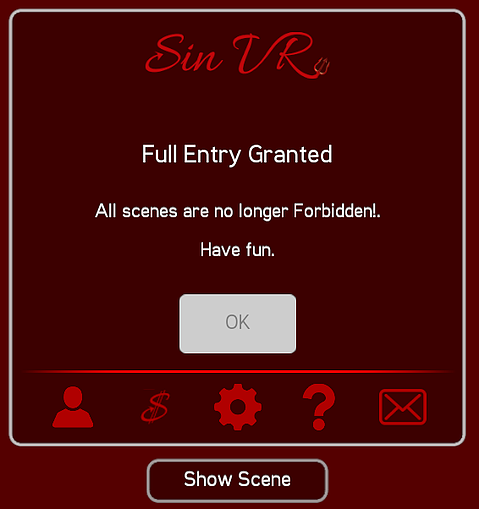 Sin VR
Full Entry Granted
All scenes are no longer Forbidden!.
Have fun.
OK
$
?
Show Scene